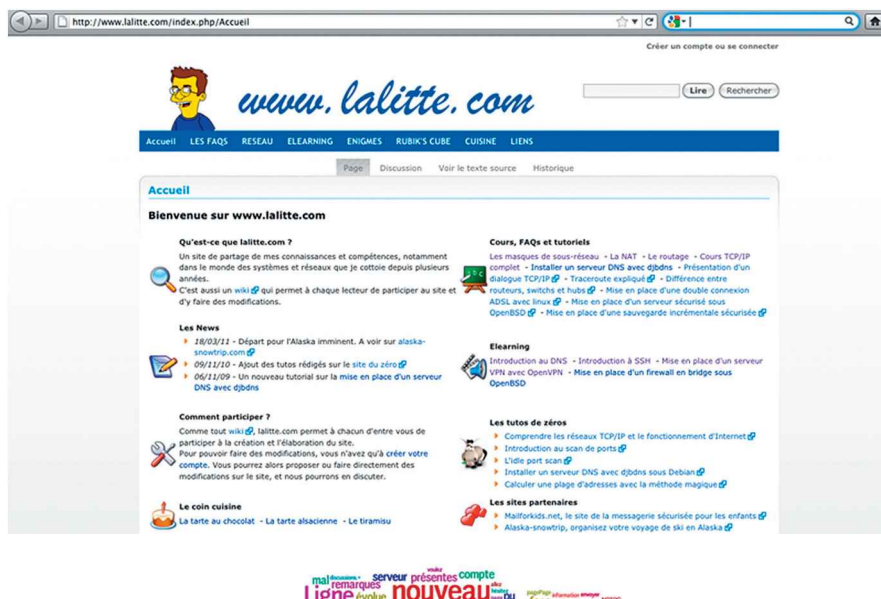 http://www.lalitte.com/index.php/Accueil
Créer un compte ou se connecter
www.lalitte.com
Lire
Rechercher
Accueil LES FAQS RESEAU ELEARNING ENIGMES RUBIK'S CUBE CUISINE LIENS
Page Discussion Voir le texte source Historique
Accueil
Bienvenue sur www.lalitte.com
Qu'est-ce que lalitte.com ?
Un site de partage de mes connaissances et compétences, notamment
dans le monde des systèmes et réseaux que je cottoie depuis plusieurs
années.
C'est aussi un wiki qui permet à chaque lecteur de participer au site et
d'y faire des modifications.
Les News
18/03/11 - Départ pour l'Alaska imminent. A voir sur alaska-
snowtrip.com
09/11/10 - Ajout des tutos rédigés sur le site du zéro
06/11/09 - Un nouveau tutorial sur la mise en place d'un serveur
DNS avec djbdns
Comment participer ?
Comme tout wiki, lalitte.com permet à chacun d'entre vous de
participer à la création et l'élaboration du site.
Pour pouvoir faire des modifications, vous n'avez qu'à créer votre
compte. Vous pourrez alors proposer ou faire directement des
modifications sur le site, et nous pourrons en discuter.
Le coin cuisine
La tarte au chocolat - La tarte alsacienne - Le tiramisu
Cours, FAQs et tutoriels
Les masques de sous-réseau - La NAT - Le routage - Cours TCP/IP
complet - Installer un serveur DNS avec djbdns - Présentation d'un
dialogue TCP/IP - Traceroute expliqué - Différence entre
routeurs, switchs et hubs - Mise en place d'une double connexion
ADSL avec linux - Mise en place d'un serveur sécurisé sous
OpenBSD - Mise en place d'une sauvegarde incrémentale sécurisée
Elearning
Introduction au DNS - Introduction à SSH - Mise en place d'un serveur
VPN avec OpenVPN - Mise en place d'un firewall en bridge sous
OpenBSD
Les tutos de zéros
Comprendre les réseaux TCP/IP et le fonctionnement d'Internet
Introduction au scan de ports
L'idle port scan
Installer un serveur DNS avec djbdns sous Debian
Calculer une plage d'adresses avec la méthode magique
Les sites partenaires
Mailforkids.net, le site de la messagerie sécurisée pour les enfants
Alaska-snowtrip, organisez votre voyage de ski en Alaska
mal serveur présentes compte
remarques
Ligne évolue nouveau ou